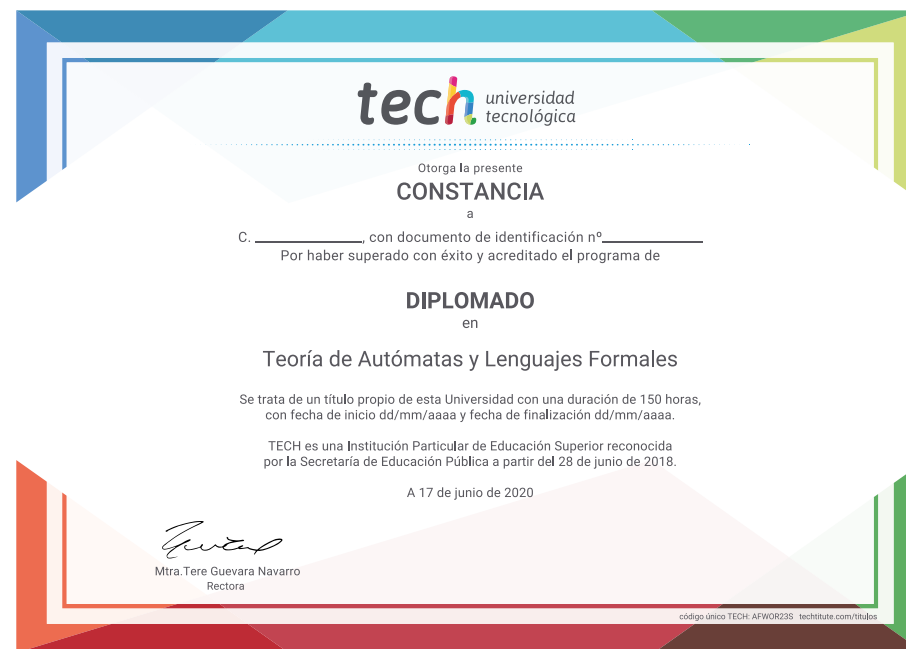 tech universidad
tecnológica
Otorga la presente
CONSTANCIA
a
C. ____________, con documento de identificación nº____________
Por haber superado con éxito y acreditado el programa de
DIPLOMADO
en
Teoría de Autómatas y Lenguajes Formales
Se trata de un título propio de esta Universidad con una duración de 150 horas,
con fecha de inicio dd/mm/aaaa y fecha de finalización dd/mm/aaaa.
TECH es una Institución Particular de Educación Superior reconocida
por la Secretaría de Educación Pública a partir del 28 de junio de 2018.
A 17 de junio de 2020
Mtra.Tere Guevara Navarro
Rectora
código único TECH: AFWOR23S techtitute.com/titulos